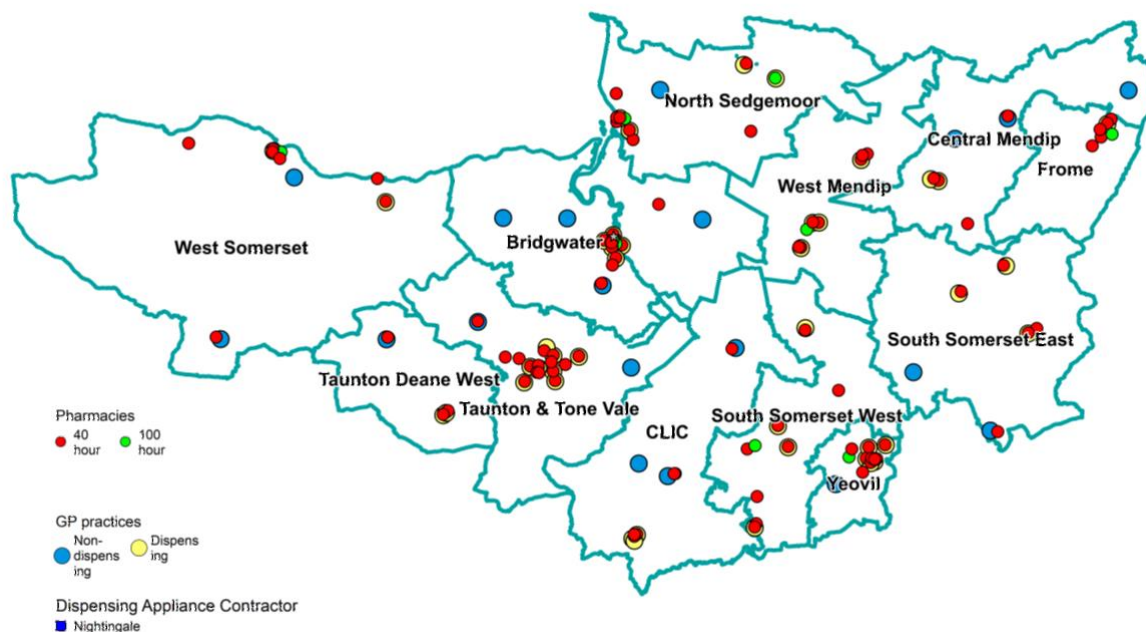 North Sedgemoor
Central Mendip
Frome
West Mendip
West Somerset
Bridgwater
South Somerset East
Taunton Deane West
Taunton & Tone Vale
South Somerset West
CLIC
Yeovil
Pharmacies
40 100
hour hour
GP practices
Non- Dispens
dispens ing
ing
Dispensing Appliance Contractor
Nightingale